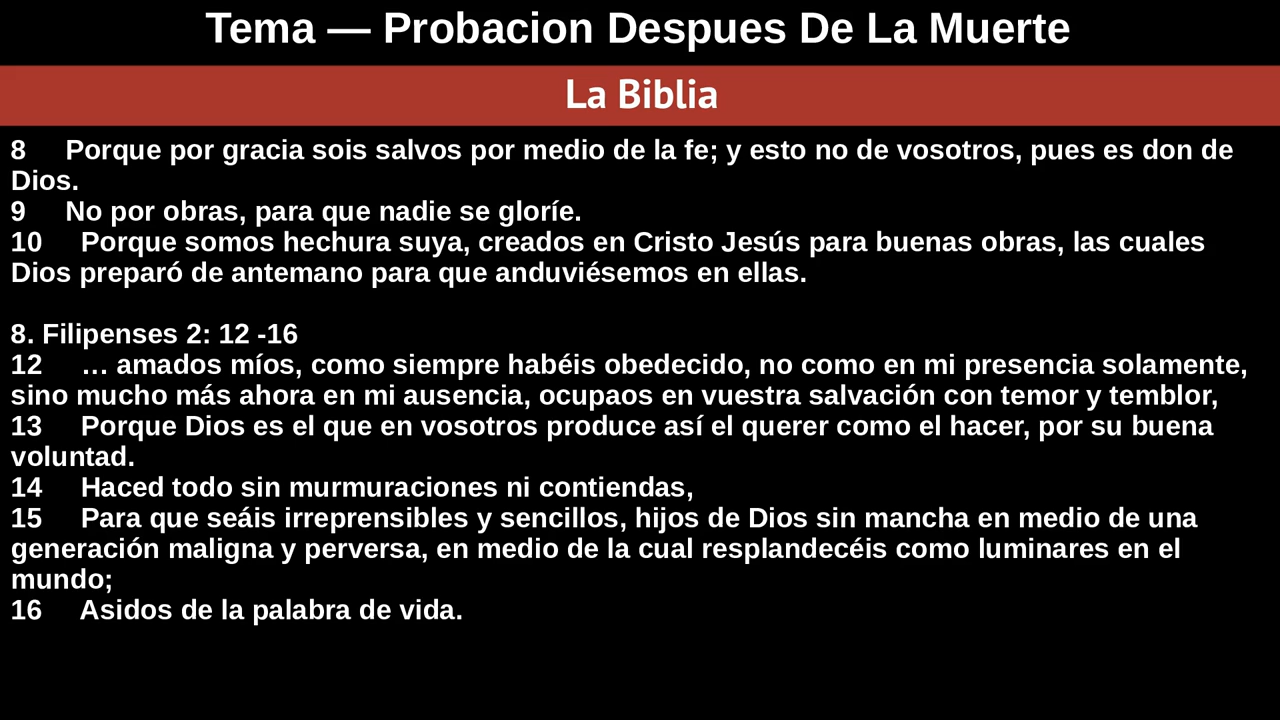 Tema — Probacion Despues De La Muerte
La Biblia
8 Porque por gracia sois salvos por medio de la fe; y esto no de vosotros, pues es don de
Dios.
9 No por obras, para que nadie se gloríe.
10 Porque somos hechura suya, creados en Cristo Jesús para buenas obras, las cuales
Dios preparó de antemano para que anduviésemos en ellas.
8. Filipenses 2: 12 -16
12 … amados míos, como siempre habéis obedecido, no como en mi presencia solamente,
sino mucho más ahora en mi ausencia, ocupaos en vuestra salvación con temor y temblor,
13 Porque Dios es el que en vosotros produce así el querer como el hacer, por su buena
voluntad.
14 Haced todo sin murmuraciones ni contiendas,
15 Para que seáis irreprensibles y sencillos, hijos de Dios sin mancha en medio de una
generación maligna y perversa, en medio de la cual resplandecéis como luminares en el
mundo;
16 Asidos de la palabra de vida.